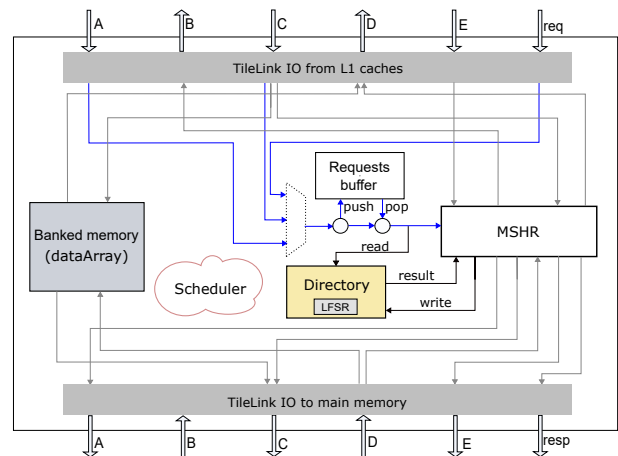 A B C D E req
TileLink IO from L1 caches
Requests
buffer
push pop
Banked memory
(dataArray)
MSHR
read
Scheduler
Directory
result
LFSR
write
TileLink IO to main memory
A B C D E resp